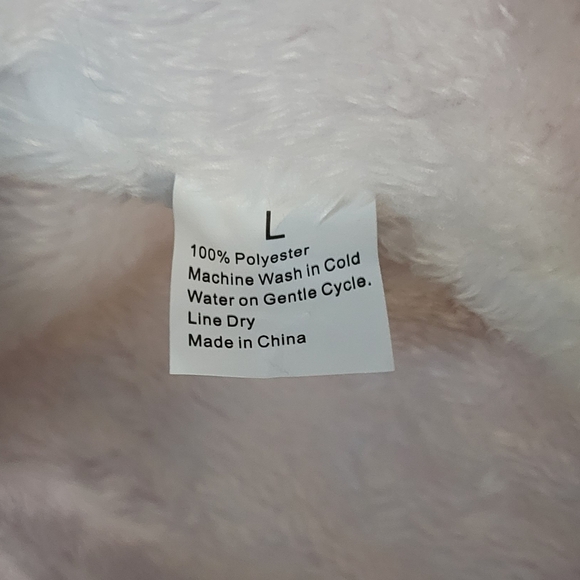 L
100% Polyester
Machine Wash in Cold
Water on Gentle Cycle.
Line Dry
Made in China